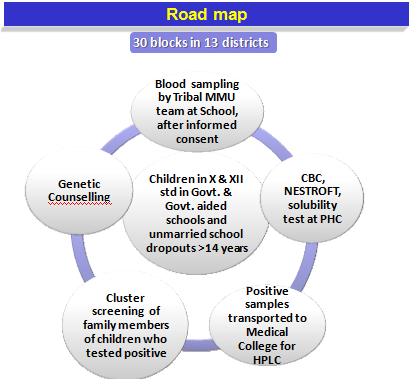 Road map
30 blocks in 13 districts
Blood sampling
by Tribal MMU
team at School,
after informed
consent
Children in X & XII
std in Govt. &
Govt. aided
schools and
unmarried school
dropouts >14 years
CBC,
NESTROFT,
solubility
test at PHC
Positive
samples
transported to
Medical
College for
HPLC
Cluster
screening of
family members
of children who
tested positive
Genetic
Counselling